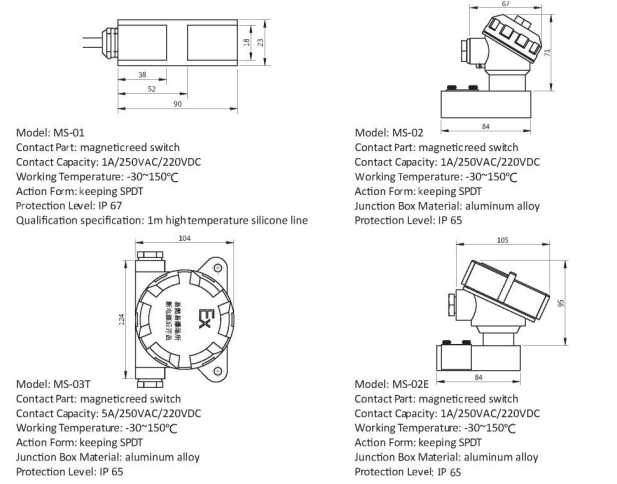 38
52
90
18
23
Model: MS-01
Contact Part: magneticreed switch
Contact Capacity: 1A/250VAC/220VDC
Working Temperature: -30~150℃
Action Form: keeping SPDT
Protection Level: IP 67
Qualification specification: 1m high temperature silicone line
67
71
84
Model: MS-02
Contact Part: magneticreed switch
Contact Capacity: 1A/250VAC/220VDC
Working Temperature: -30~150℃
Action Form: keeping SPDT
Junction Box Material: aluminum alloy
Protection Level: IP 65
104
124
Ex
Model: MS-03T
Contact Part: magneticreed switch
Contact Capacity: 5A/250VAC/220VDC
Working Temperature: -30~150℃
Action Form: keeping SPDT
Junction Box Material: aluminum alloy
Protection Level: IP 65
105
95
84
Model: MS-02E
Contact Part: magneticreed switch
Contact Capacity: 1A/250VAC/220VDC
Working Temperature: -30~150℃
Action Form: keeping SPDT
Junction Box Material: aluminum alloy
Protection Level: IP 65